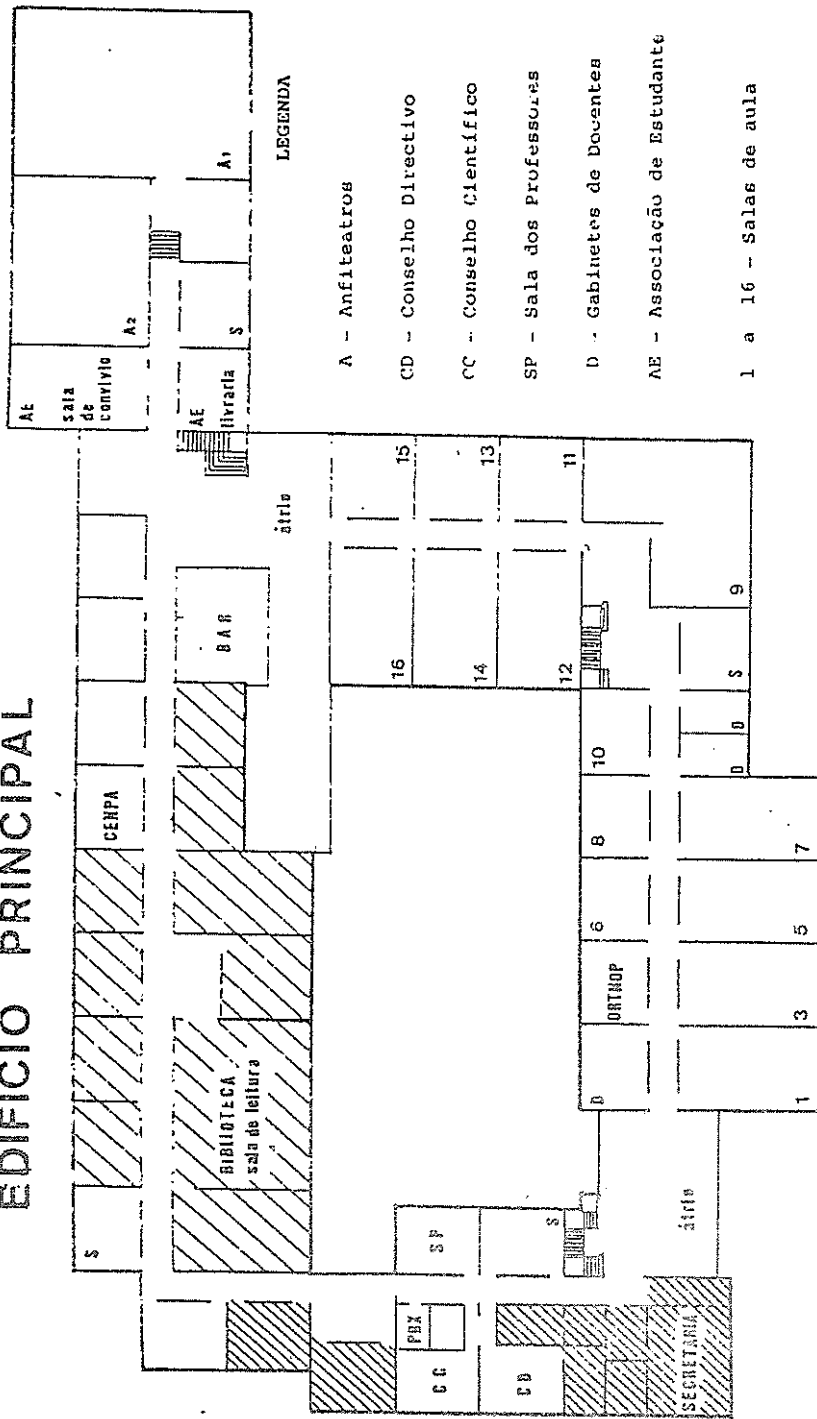 EDIFICIO PRINCIPAL
S
CENPA
BIBLIOTECA
sala de leitura
BAR
AE
sala
de
convivio
A2
A1
AE
livraria
S
átrio
PBX
SP
CC
CD
S
SECRETARIA
átrio
D
ORTNOP
6
8
10
12
14
16
15
13
11
9
S
D
D
1
3
5
7
LEGENDA
A - Anfiteatros
CD - Conselho Directivo
CC - Conselho Científico
SP - Sala dos Professores
D - Gabinetes de Docentes
AE - Associação de Estudante
1 a 16 - Salas de aula